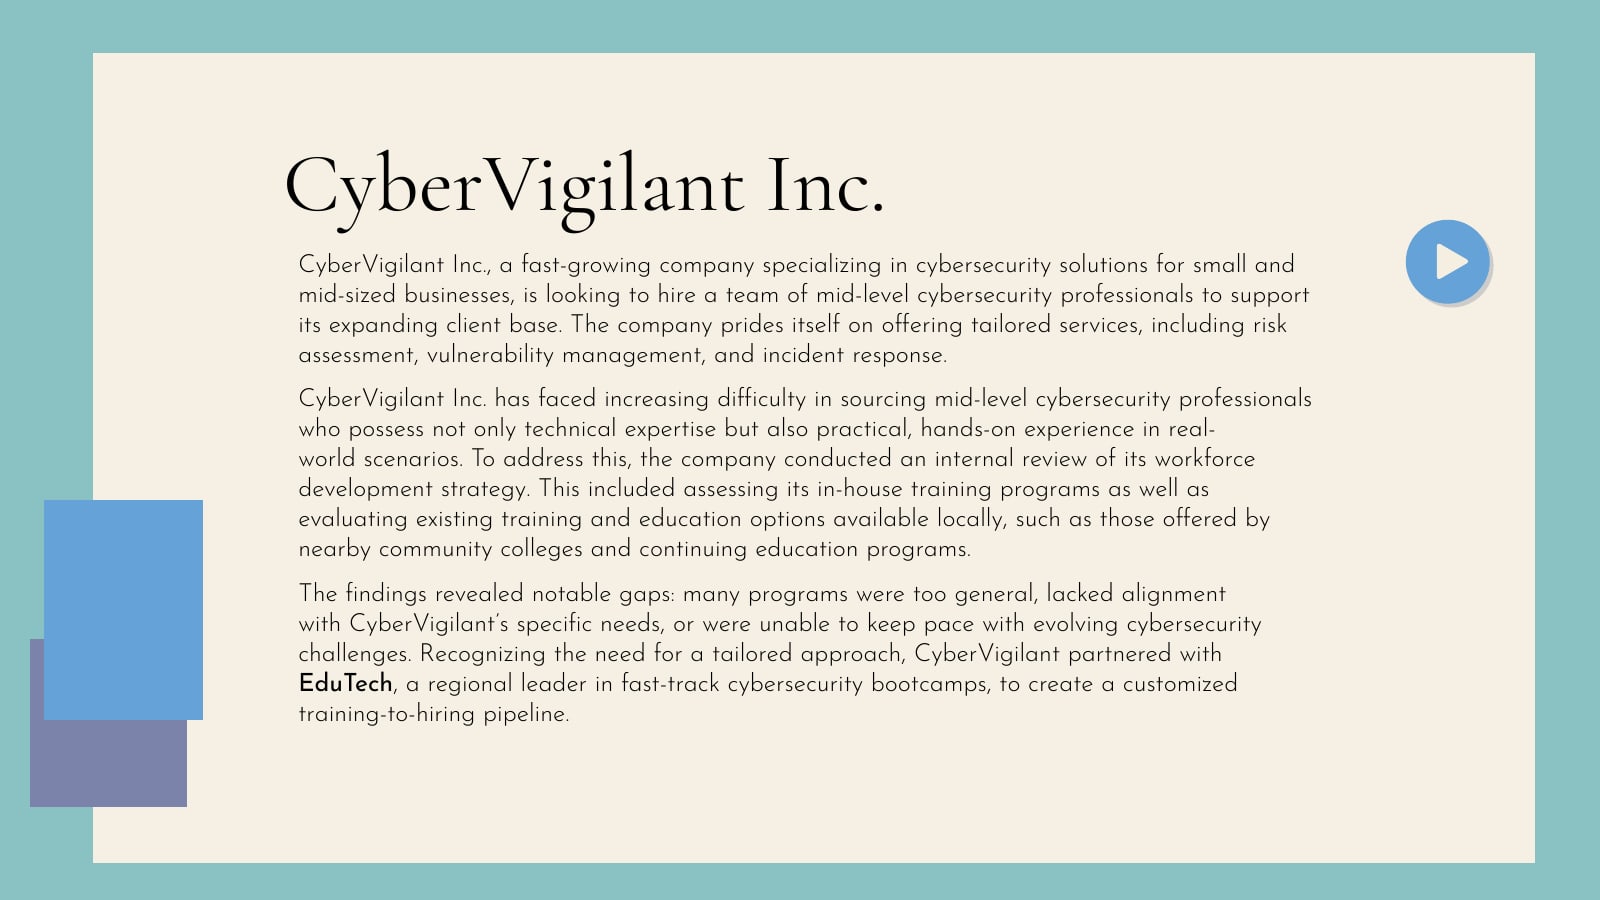 CyberVigilant Inc.
CyberVigilant Inc., a fast-growing company specializing in cybersecurity solutions for small and
mid-sized businesses, is looking to hire a team of mid-level cybersecurity professionals to support
its expanding client base. The company prides itself on offering tailored services, including risk
assessment, vulnerability management, and incident response.
CyberVigilant Inc. has faced increasing difficulty in sourcing mid-level cybersecurity professionals
who possess not only technical expertise but also practical, hands-on experience in real-
world scenarios. To address this, the company conducted an internal review of its workforce
development strategy. This included assessing its in-house training programs as well as
evaluating existing training and education options available locally, such as those offered by
nearby community colleges and continuing education programs.
The findings revealed notable gaps: many programs were too general, lacked alignment
with CyberVigilant’s specific needs, or were unable to keep pace with evolving cybersecurity
challenges. Recognizing the need for a tailored approach, CyberVigilant partnered with
EduTech, a regional leader in fast-track cybersecurity bootcamps, to create a customized
training-to-hiring pipeline.